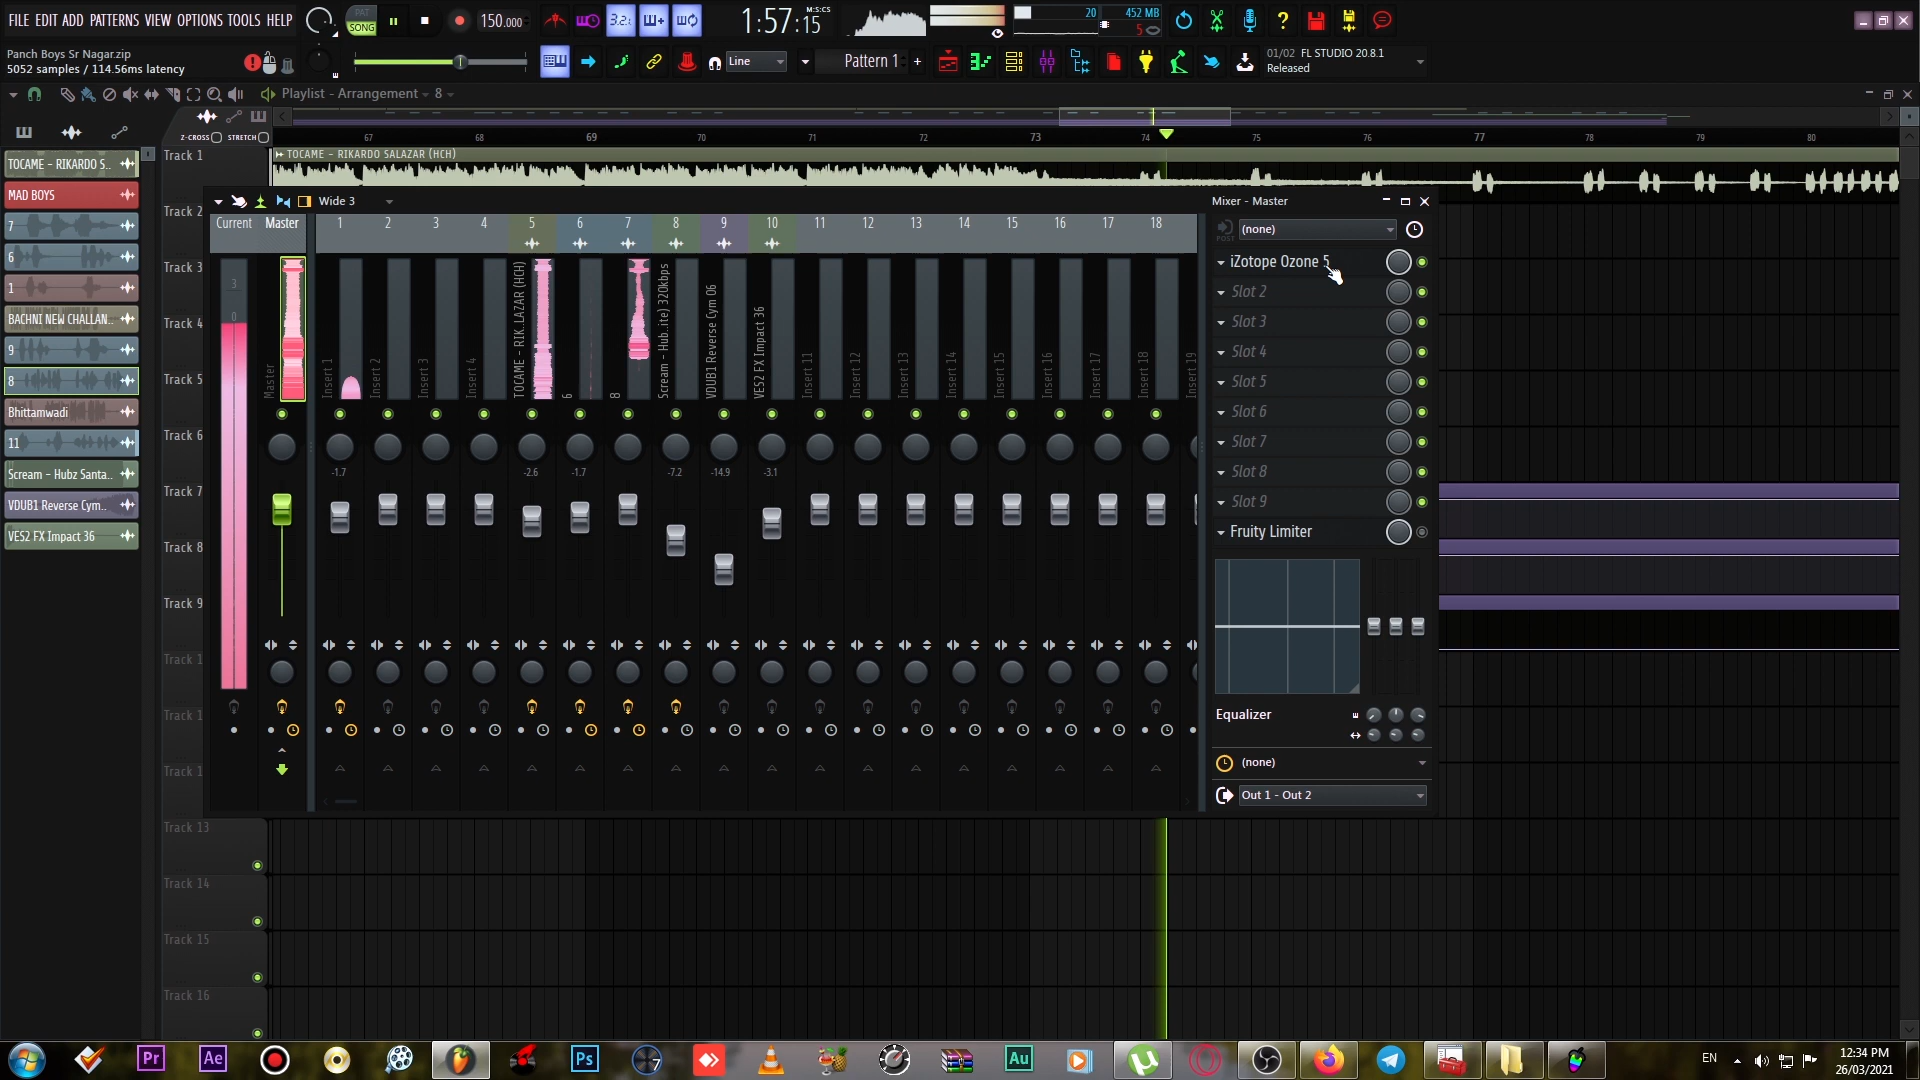 FILE EDIT ADD PATTERNS VIEW OPTIONS TOOLS HELP
PAT
SONG
3.2:
150.000
1:57:15
M:S:CS
20
452 MB
5
Panch Boys Sr Nagar.zip
5052 samples / 114.56ms latency
Line
Pattern 1
01/02 FL STUDIO 20.8.1
Released
Playlist - Arrangement
8
Z-CROSS
STRETCH
67
68
69
70
71
72
73
74
75
76
77
78
79
80
TOCAME - RIKARDO S..
MAD BOYS
7
6
1
BACHNI NEW CHALLAN..
9
8
Bhittamwadi
11
Scream - Hubz Santa..
VDUB1 Reverse Cym..
VES2 FX Impact 36
Track 1
Track 2
Track 3
Track 4
Track 5
Track 6
Track 7
Track 8
Track 9
Track 1
Track 1
Track 1
Track 13
Track 14
Track 15
Track 16
TOCAME - RIKARDO SALAZAR (HCH)
Wide 3
Mixer - Master
Current
Master
1
2
3
4
5
6
7
8
9
10
11
12
13
14
15
16
17
18
3
0
Master
Insert 1
Insert 2
Insert 3
Insert 4
TOCAME - RIK..LAZAR (HCH)
6
8
Scream - Hub..ite) 320kbps
VDUB1 Reverse Cym 06
VES2 FX Impact 36
Insert 11
Insert 12
Insert 13
Insert 14
Insert 15
Insert 16
Insert 17
Insert 18
-1.7
-2.6
-1.7
-7.2
-14.9
-3.1
POST
(none)
iZotope Ozone 5
Slot 2
Slot 3
Slot 4
Slot 5
Slot 6
Slot 7
Slot 8
Slot 9
Fruity Limiter
Equalizer
(none)
Out 1 - Out 2
Pr
Ae
Ps
7
Au
EN
12:34 PM
26/03/2021